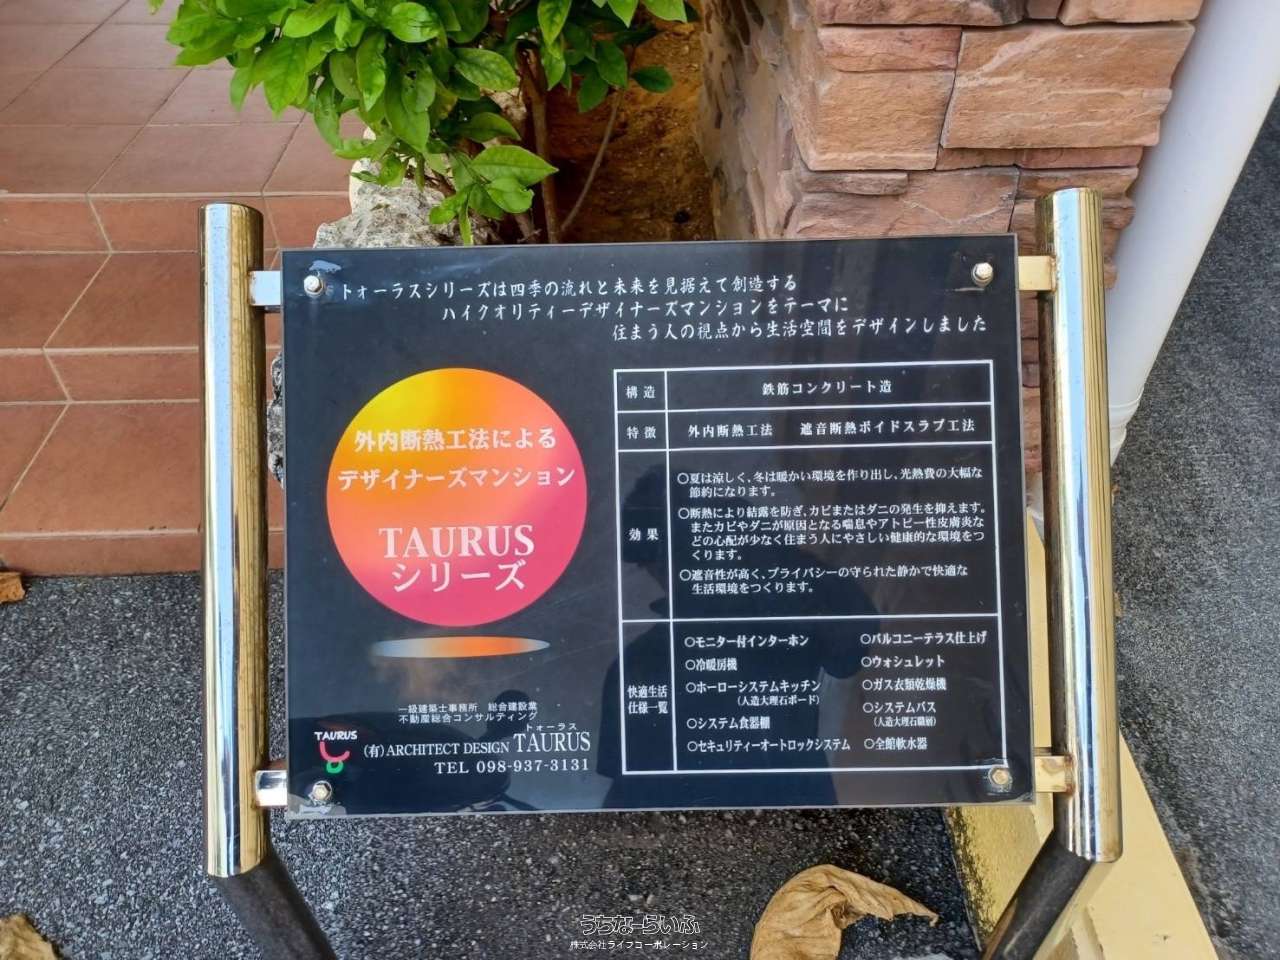 トォーラスシリーズは四季の流れと未来を見据えて創造する
ハイクオリティーデザイナーズマンションをテーマに
住まう人の視点から生活空間をデザインしました
外内断熱工法による
デザイナーズマンション
TAURUS
シリーズ
構造 鉄筋コンクリート造
特徴 外内断熱工法 遮音断熱ボイドスラブ工法
効果
○夏は涼しく、冬は暖かい環境を作り出し、光熱費の大幅な
節約になります。
○断熱により結露を防ぎ、カビまたはダニの発生を抑えます。
またカビやダニが原因となる喘息やアトピー性皮膚炎な
どの心配が少なく住まう人にやさしい健康的な環境をつ
くります。
○遮音性が高く、プライバシーの守られた静かで快適な
生活環境をつくります。
快適生活
仕様一覧
○モニター付インターホン
○冷暖房機
○ホーローシステムキッチン
(人造大理石ボード)
○システム食器棚
○セキュリティーオートロックシステム
○バルコニーテラス仕上げ
○ウォシュレット
○ガス衣類乾燥機
○システムバス
(人造大理石職層)
○全館軟水器
一級建築士事務所 総合建設業
不動産総合コンサルティング
トォーラス
TAURUS
(有)ARCHITECT DESIGN TAURUS
TEL 098-937-3131
うちなーらいふ
株式会社ライフコーポレーション